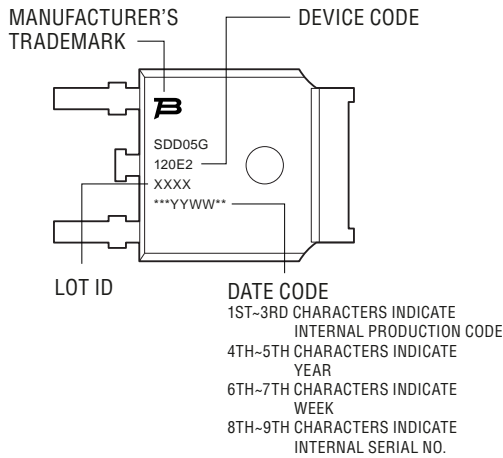 MANUFACTURER'S
TRADEMARK
DEVICE CODE
B
SDD05G
120E2
XXXX
***YYWW**
LOT ID
DATE CODE
1ST~3RD CHARACTERS INDICATE
INTERNAL PRODUCTION CODE
4TH~5TH CHARACTERS INDICATE
YEAR
6TH~7TH CHARACTERS INDICATE
WEEK
8TH~9TH CHARACTERS INDICATE
INTERNAL SERIAL NO.